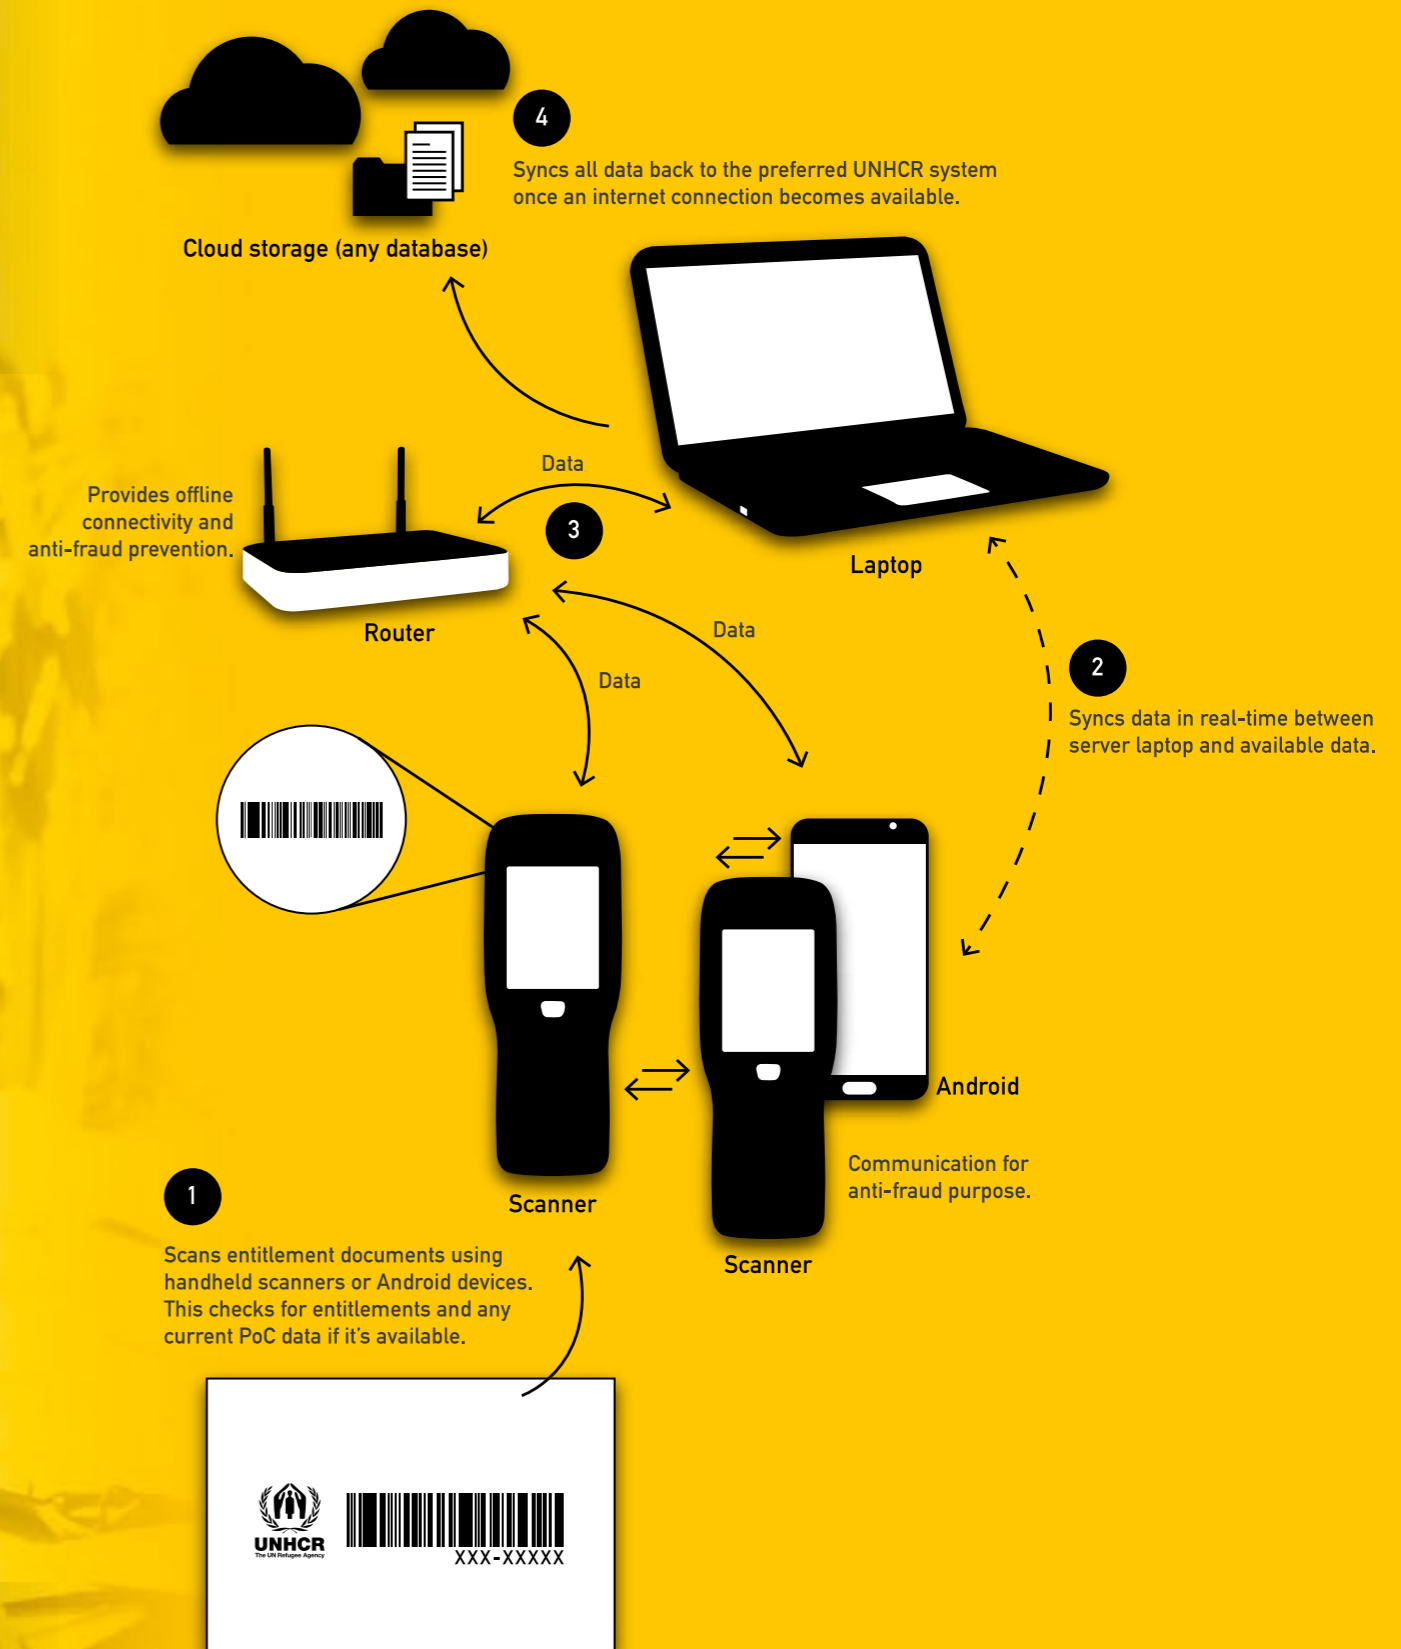 4
Syncs all data back to the preferred UNHCR system
once an internet connection becomes available.
Cloud storage (any database)
Data
Provides offline
connectivity and
anti-fraud prevention.
3
Laptop
Router
Data
Data
2
Syncs data in real-time between
server laptop and available data.
Android
Communication for
anti-fraud purpose.
1
Scanner
Scans entitlement documents using
handheld scanners or Android devices.
This checks for entitlements and any
current PoC data if it's available.
Scanner
UNHCR
The UN Refugee Agency
XXX-XXXXX